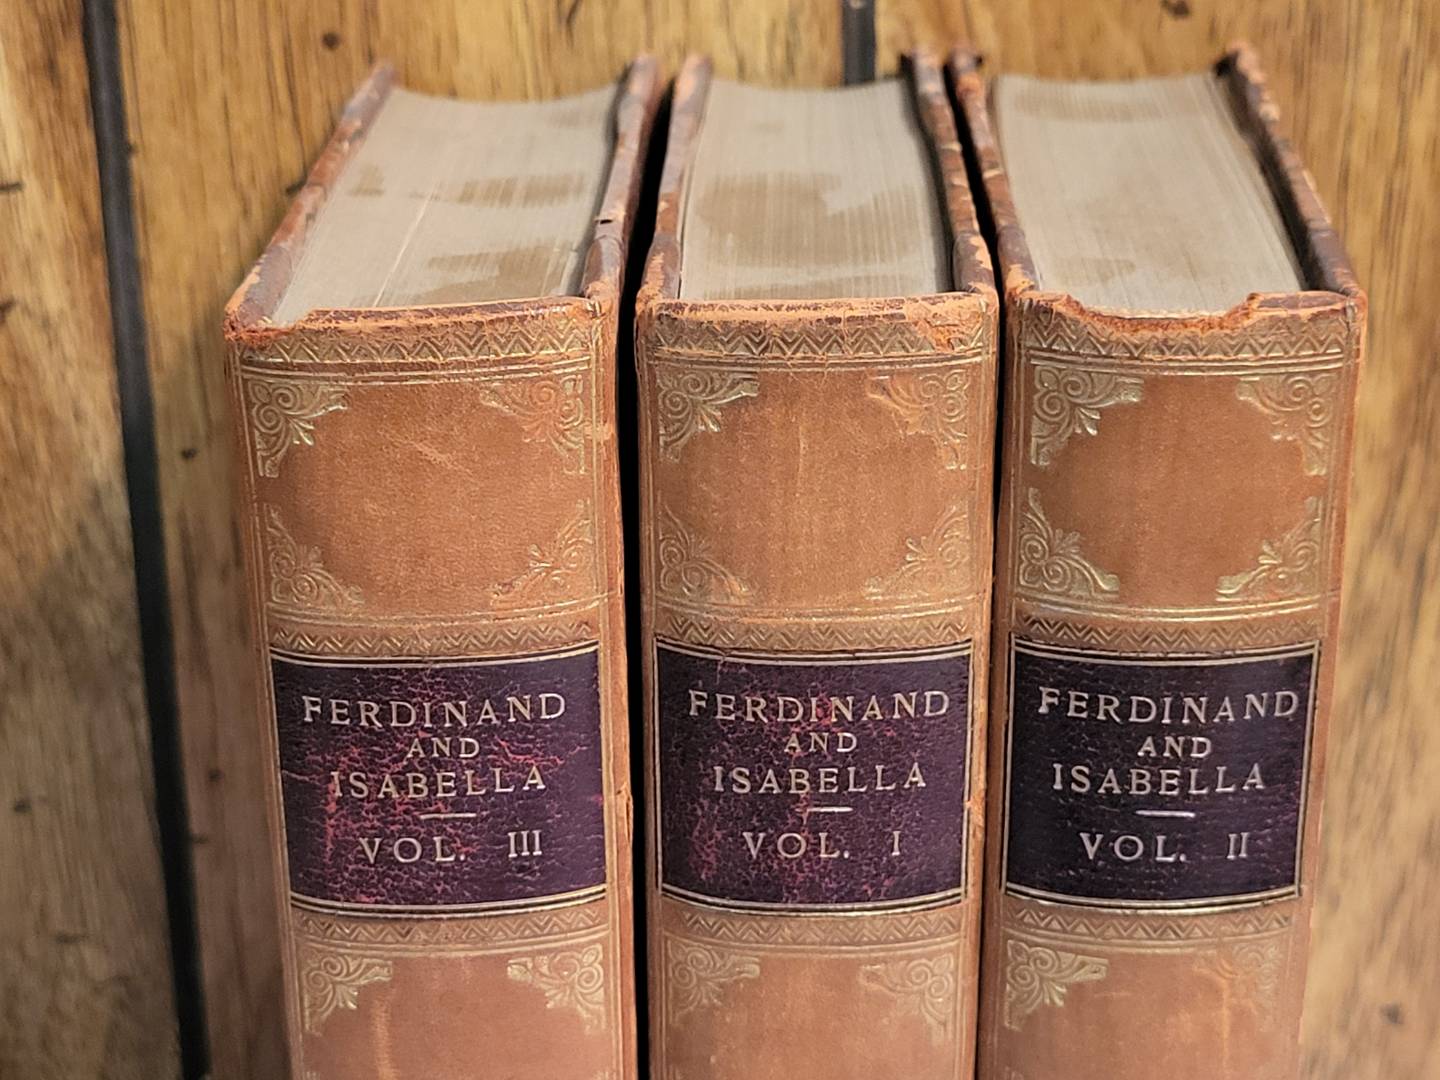 FERDINAND
AND
ISABELLA
VOL. III
FERDINAND
AND
ISABELLA
VOL. I
FERDINAND
AND
ISABELLA
VOL. II